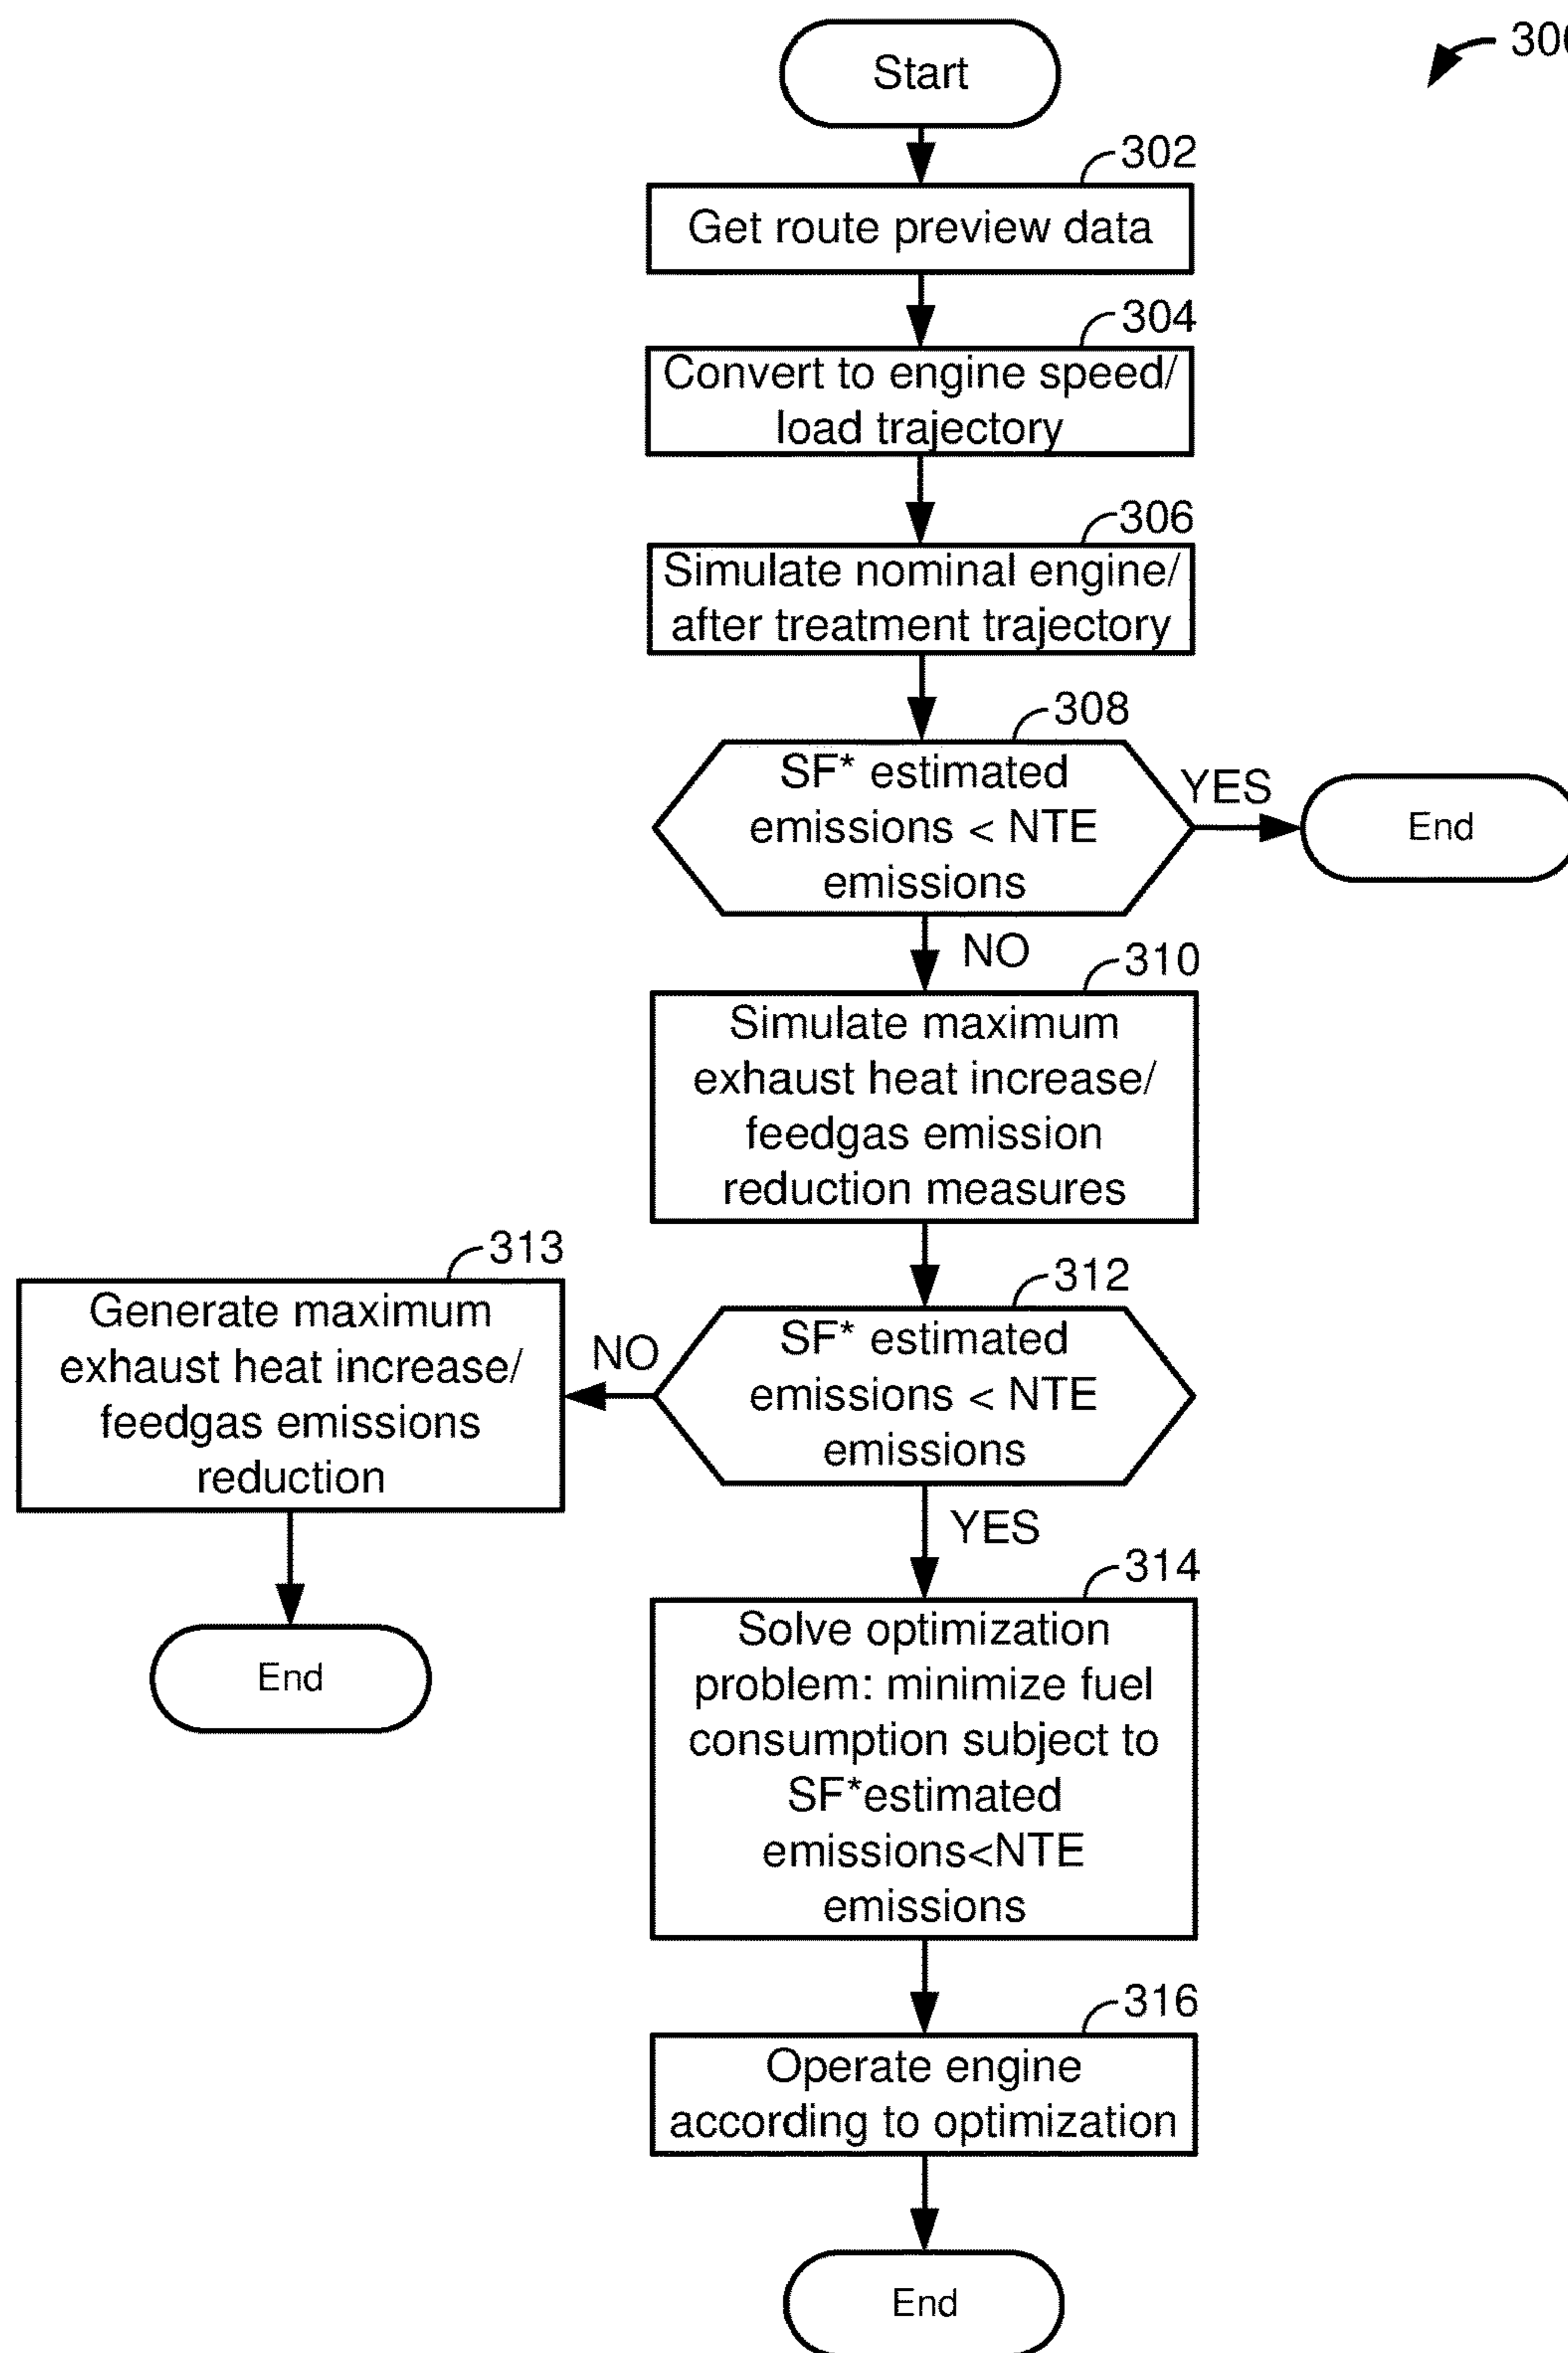 Start
300
302
Get route preview data
304
Convert to engine speed/
load trajectory
306
Simulate nominal engine/
after treatment trajectory
308
SF* estimated
emissions < NTE
emissions
YES
End
NO
310
Simulate maximum
exhaust heat increase/
feedgas emission
reduction measures
312
SF* estimated
emissions < NTE
emissions
NO
313
Generate maximum
exhaust heat increase/
feedgas emissions
reduction
End
YES
314
Solve optimization
problem: minimize fuel
consumption subject to
SF*estimated
emissions<NTE
emissions
316
Operate engine
according to optimization
End